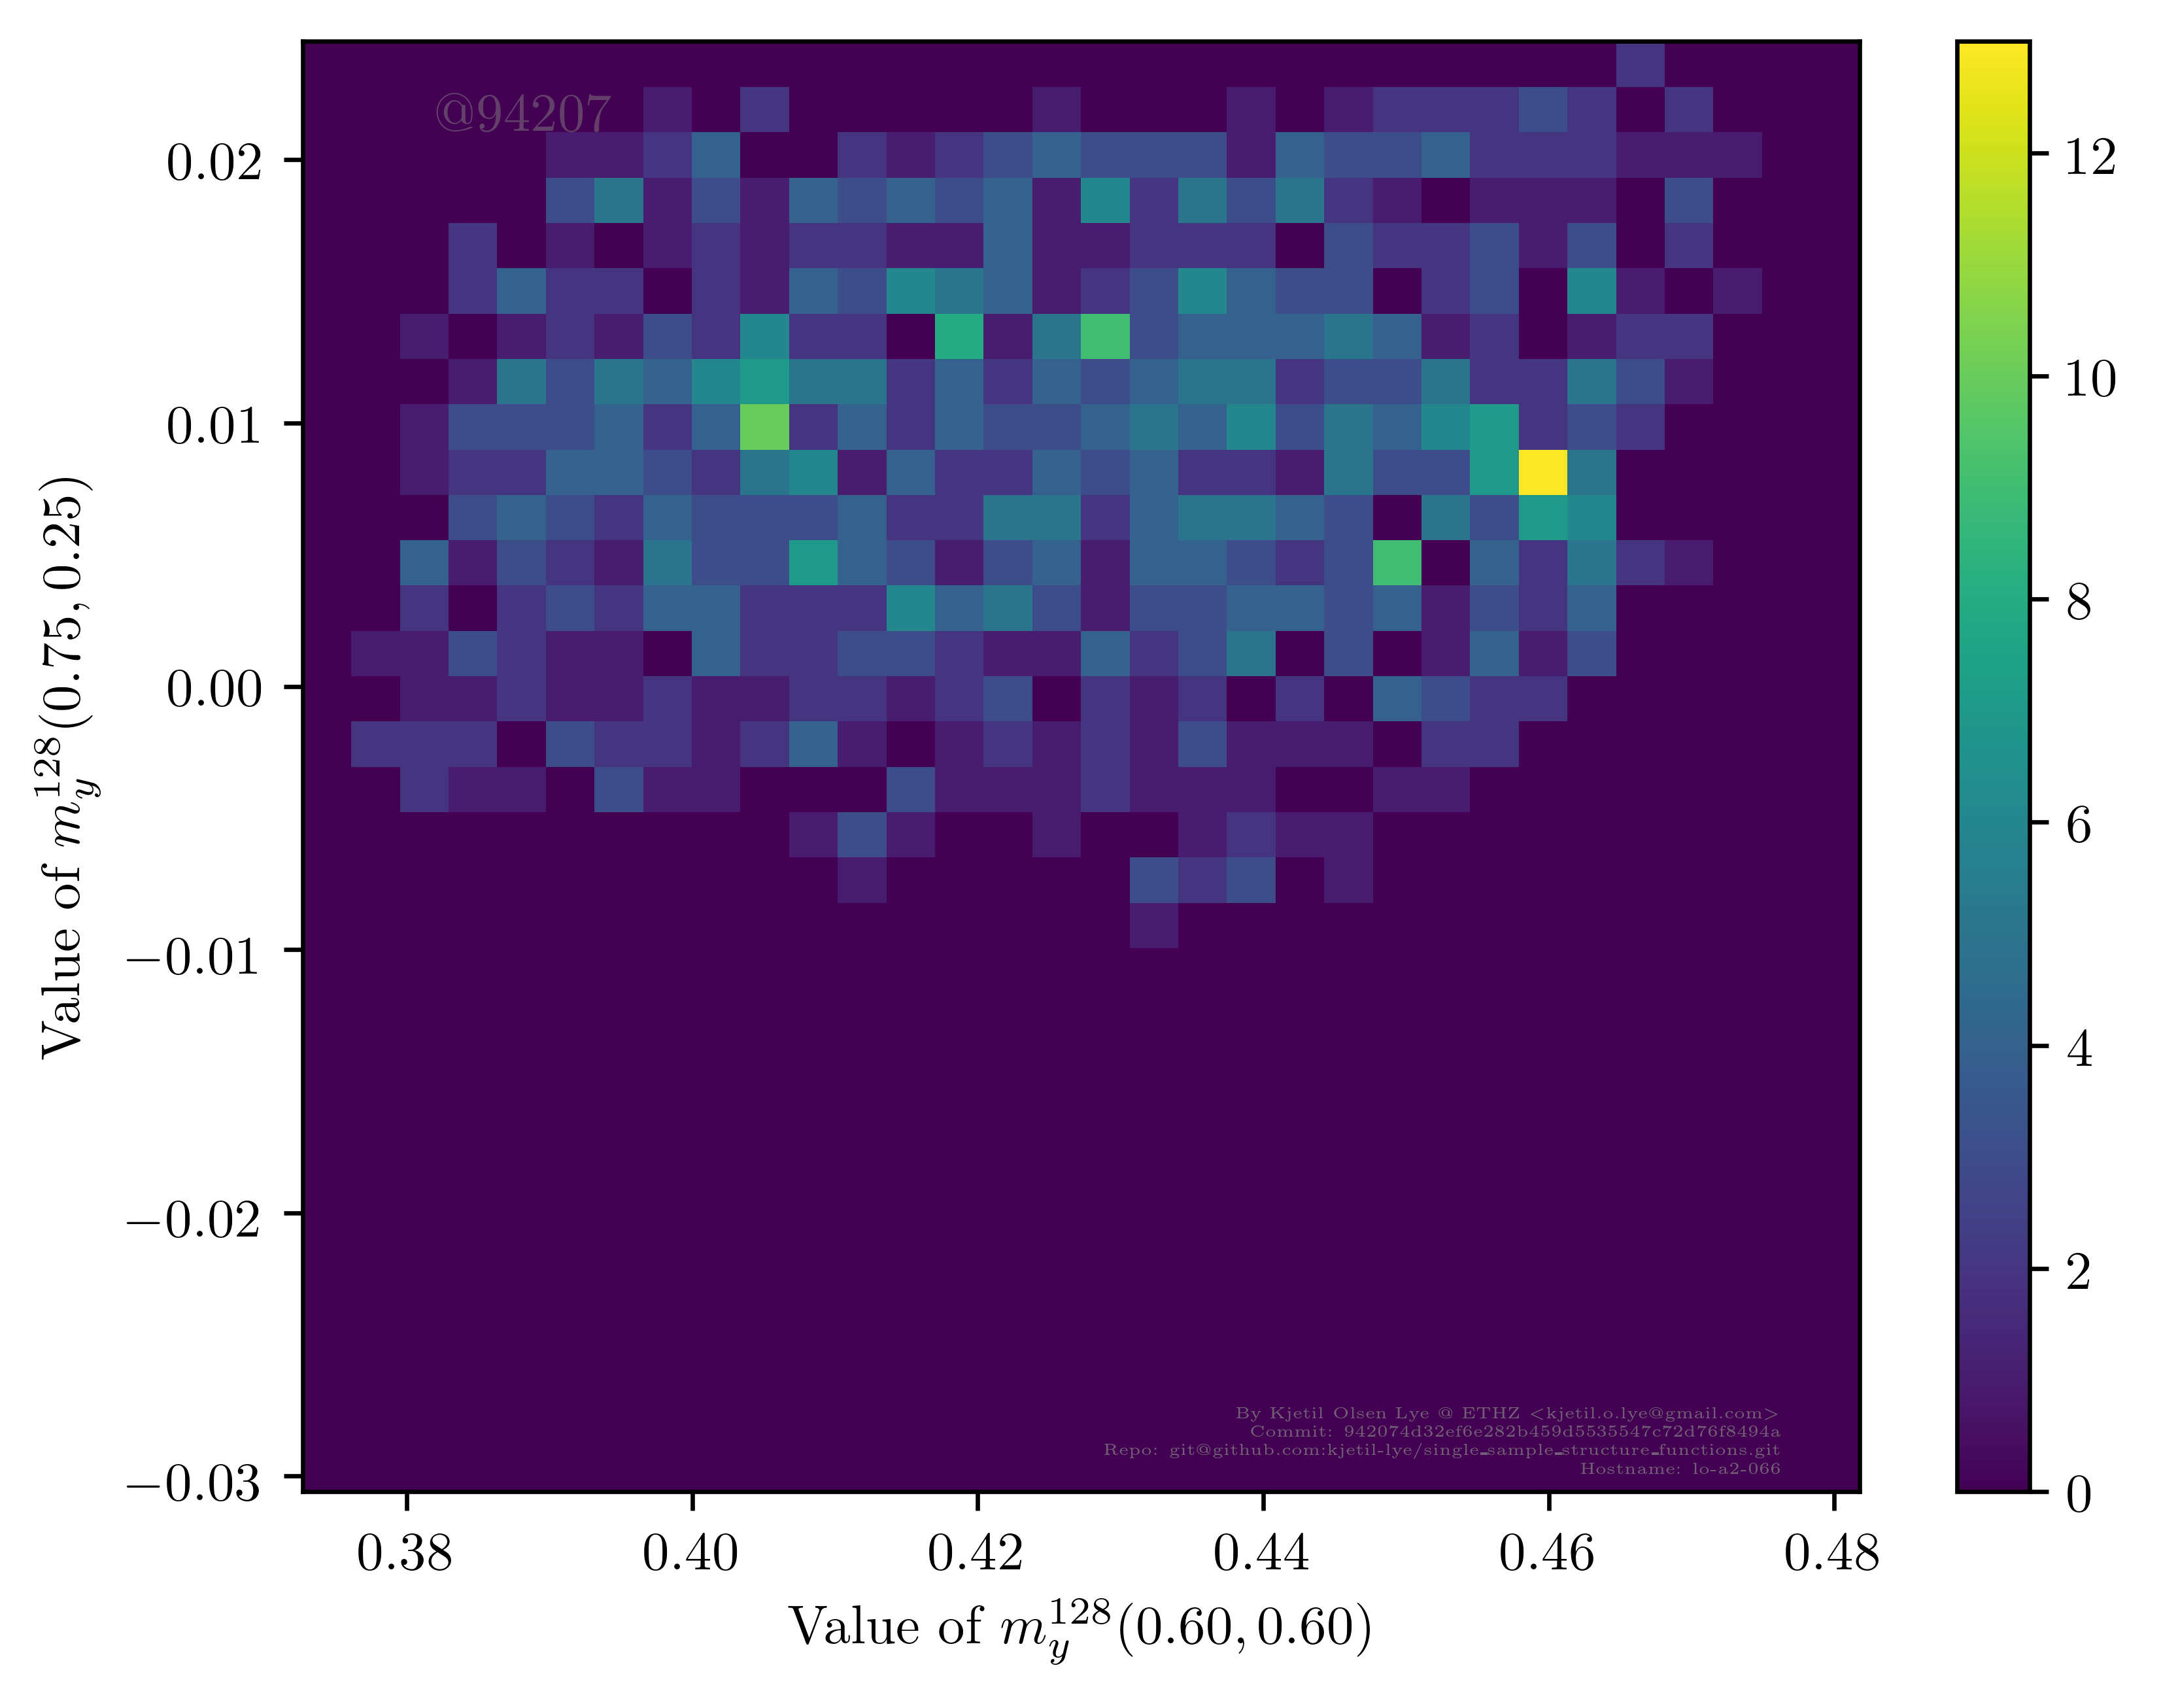 @94207
0.02
0.01
0.00
−0.01
−0.02
−0.03
Value of m_y^128(0.75, 0.25)
0.38 0.40 0.42 0.44 0.46 0.48
Value of m_y^128(0.60, 0.60)
12
10
8
6
4
2
0
By Kjetil Olsen Lye @ ETHZ <kjetil.o.lye@gmail.com>
Commit: 942074d32ef6e282b459d5535547c72d76f8494a
Repo: git@github.com:kjetil-lye/single_sample_structure_functions.git
Hostname: lo-a2-066